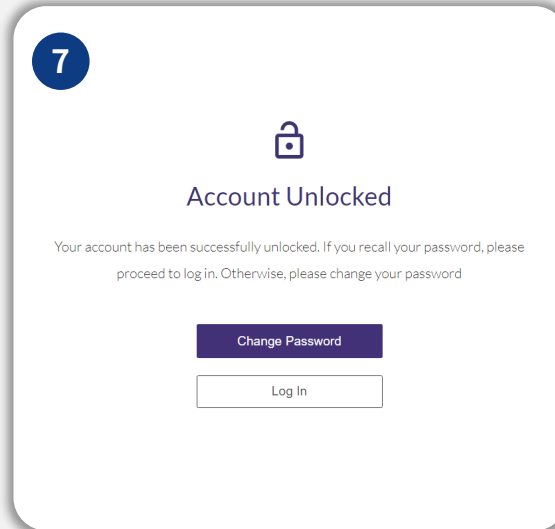 7
Account Unlocked
Your account has been successfully unlocked. If you recall your password, please
proceed to log in. Otherwise, please change your password
Change Password
Log In